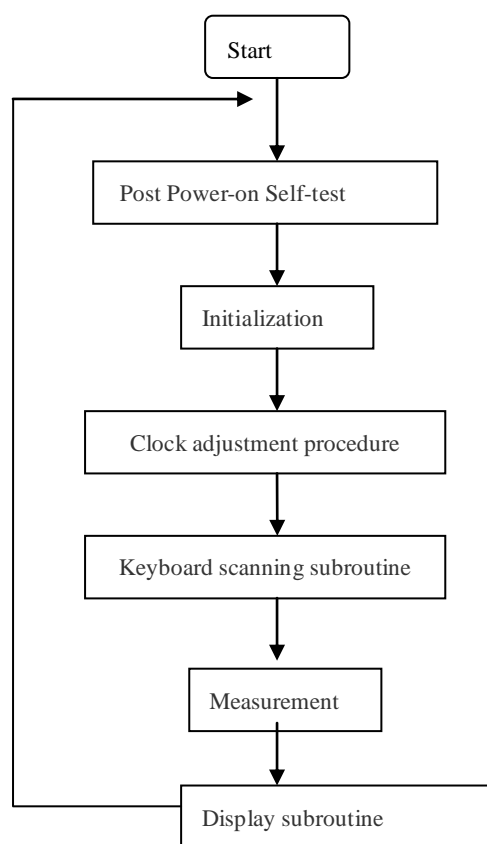 Start
Post Power-on Self-test
Initialization
Clock adjustment procedure
Keyboard scanning subroutine
Measurement
Display subroutine